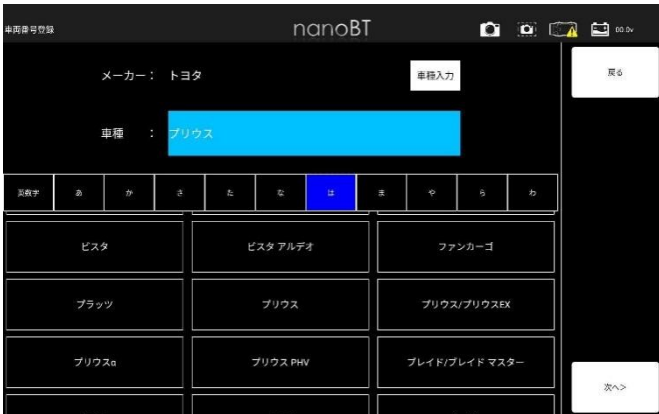 車両番号登録
nanoBT
00.0v
メーカー： トヨタ
車種入力
戻る
車種 ： プリウス
英数字 あ か さ た な は ま や ら わ
ビスタ ビスタ アルデオ ファンカーゴ
プラッツ プリウス プリウス/プリウスEX
プリウスα プリウス PHV ブレイド/ブレイド マスター
次へ>